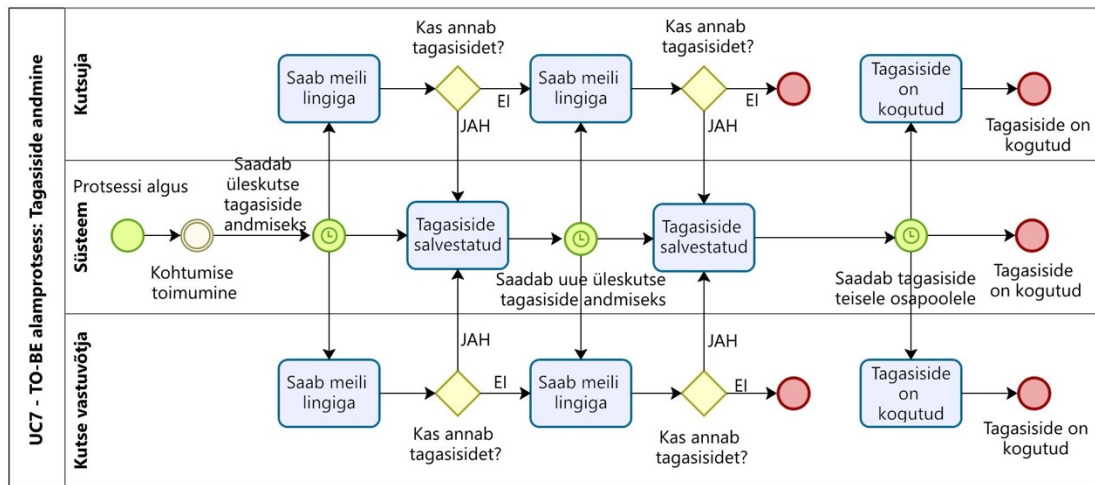 UC7 - TO-BE alamprotsess: Tagasiside andmine
Kutsuja
Kas annab
tagasisidet?
Kas annab
tagasisidet?
Saab meili
lingiga
EI
JAH
Saab meili
lingiga
EI
JAH
Tagasiside
on
kogutud
Tagasiside on
kogutud
Süsteem
Protsessi algus
Saadab
üleskutse
tagasiside
andmiseks
Kohtumise
toimumine
Tagasiside
salvestatud
Saadab uue üleskutse
tagasiside andmiseks
Tagasiside
salvestatud
Saadab tagasiside
teisele osapoolele
Tagasiside
on kogutud
Kutse vastuvõtja
Saab meili
lingiga
JAH
EI
Kas annab
tagasisidet?
Saab meili
lingiga
JAH
EI
Kas annab
tagasisidet?
Tagasiside
on
kogutud
Tagasiside on
kogutud